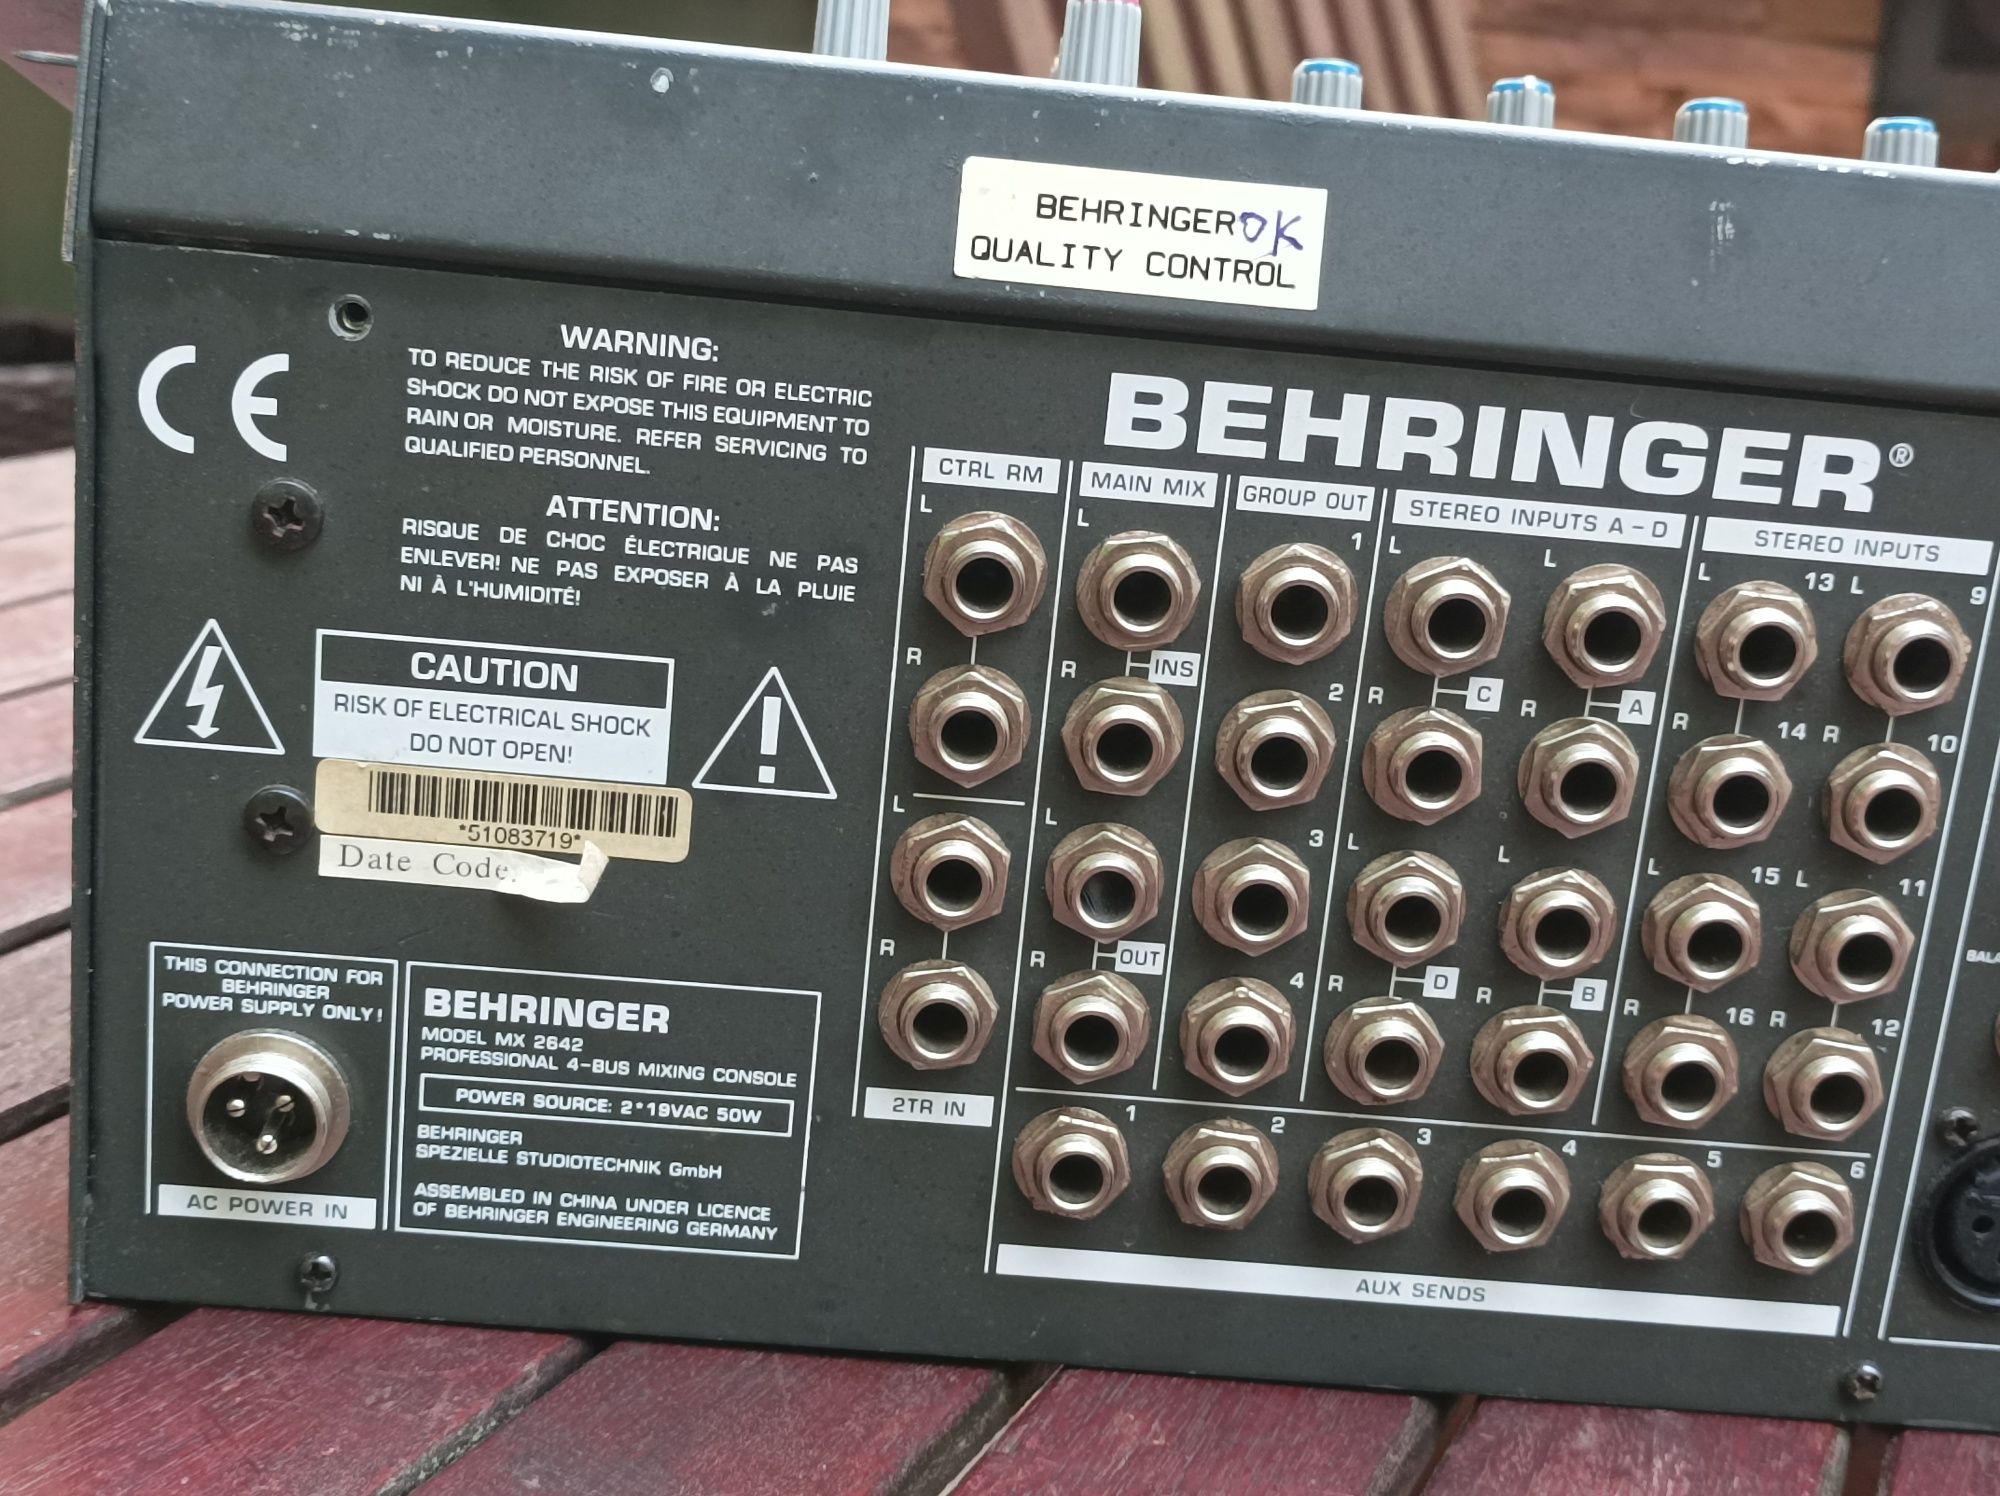 BEHRINGER OK
QUALITY CONTROL
CE
WARNING:
TO REDUCE THE RISK OF FIRE OR ELECTRIC
SHOCK DO NOT EXPOSE THIS EQUIPMENT TO
RAIN OR MOISTURE. REFER SERVICING TO
QUALIFIED PERSONNEL.
ATTENTION:
RISQUE DE CHOC ÉLECTRIQUE NE PAS
ENLEVER! NE PAS EXPOSER À LA PLUIE
NI À L'HUMIDITÉ!
CAUTION
RISK OF ELECTRICAL SHOCK
DO NOT OPEN!
*51083719*
Date Code
THIS CONNECTION FOR
BEHRINGER
POWER SUPPLY ONLY!
AC POWER IN
BEHRINGER
MODEL MX 2642
PROFESSIONAL 4-BUS MIXING CONSOLE
POWER SOURCE: 2*19VAC 50W
BEHRINGER
SPEZIELLE STUDIOTECHNIK GmbH
ASSEMBLED IN CHINA UNDER LICENCE
OF BEHRINGER ENGINEERING GERMANY
BEHRINGER®
CTRL RM
L
R
L
R
2TR IN
MAIN MIX
L
R INS
L
R OUT
GROUP OUT
1
2
3
4
STEREO INPUTS A - D
L L
R C R A
L L
R D R B
STEREO INPUTS
L 13 L 9
R 14 R 10
L 15 L 11
R 16 R 12
1 2 3 4 5 6
AUX SENDS